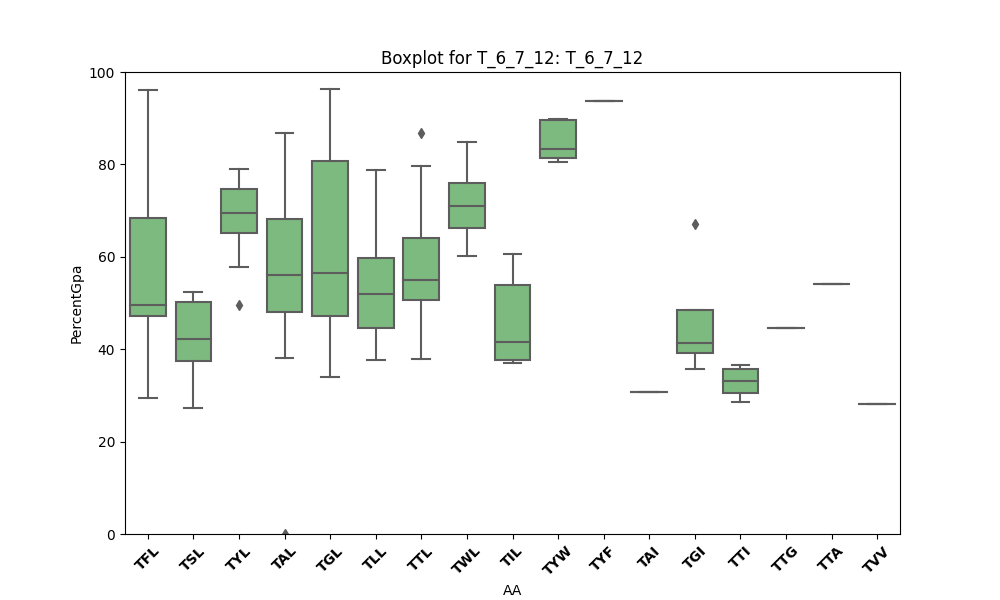 Boxplot for T_6_7_12: T_6_7_12
100
80
60
40
20
0
PercentGpa
TFL TSL TYL TAL TGL TLL TTL TWL TIL TYW TYF TAI TGI TTI TTG TTA TVV
AA